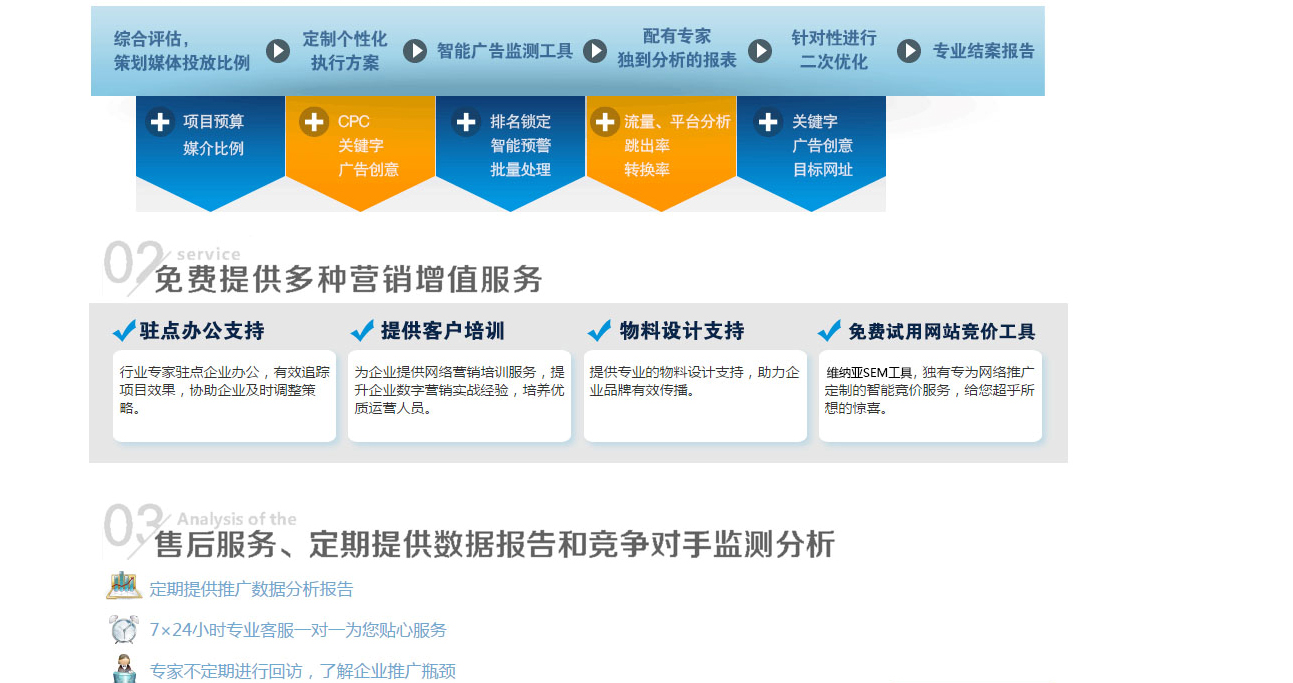 综合评估，
策划媒体投放比例
定制个性化
执行方案
智能广告监测工具
配有专家
独到分析的报表
针对性进行
二次优化
专业结案报告
项目预算
媒介比例
CPC
关键字
广告创意
排名锁定
智能预警
批量处理
流量、平台分析
跳出率
转换率
关键字
广告创意
目标网址
02 service
免费提供多种营销增值服务
驻点办公支持
行业专家驻点企业办公，有效追踪
项目效果，协助企业及时调整策
略。
提供客户培训
为企业提供网络营销培训服务，提
升企业数字营销实战经验，培养优
质运营人员。
物料设计支持
提供专业的物料设计支持，助力企
业品牌有效传播。
免费试用网站竞价工具
维纳亚SEM工具，独有专为网络推广
定制的智能竞价服务，给您超乎所
想的惊喜。
03 Analysis of the
售后服务、定期提供数据报告和竞争对手监测分析
定期提供推广数据分析报告
7×24小时专业客服一对一为您贴心服务
专家不定期进行回访，了解企业推广瓶颈